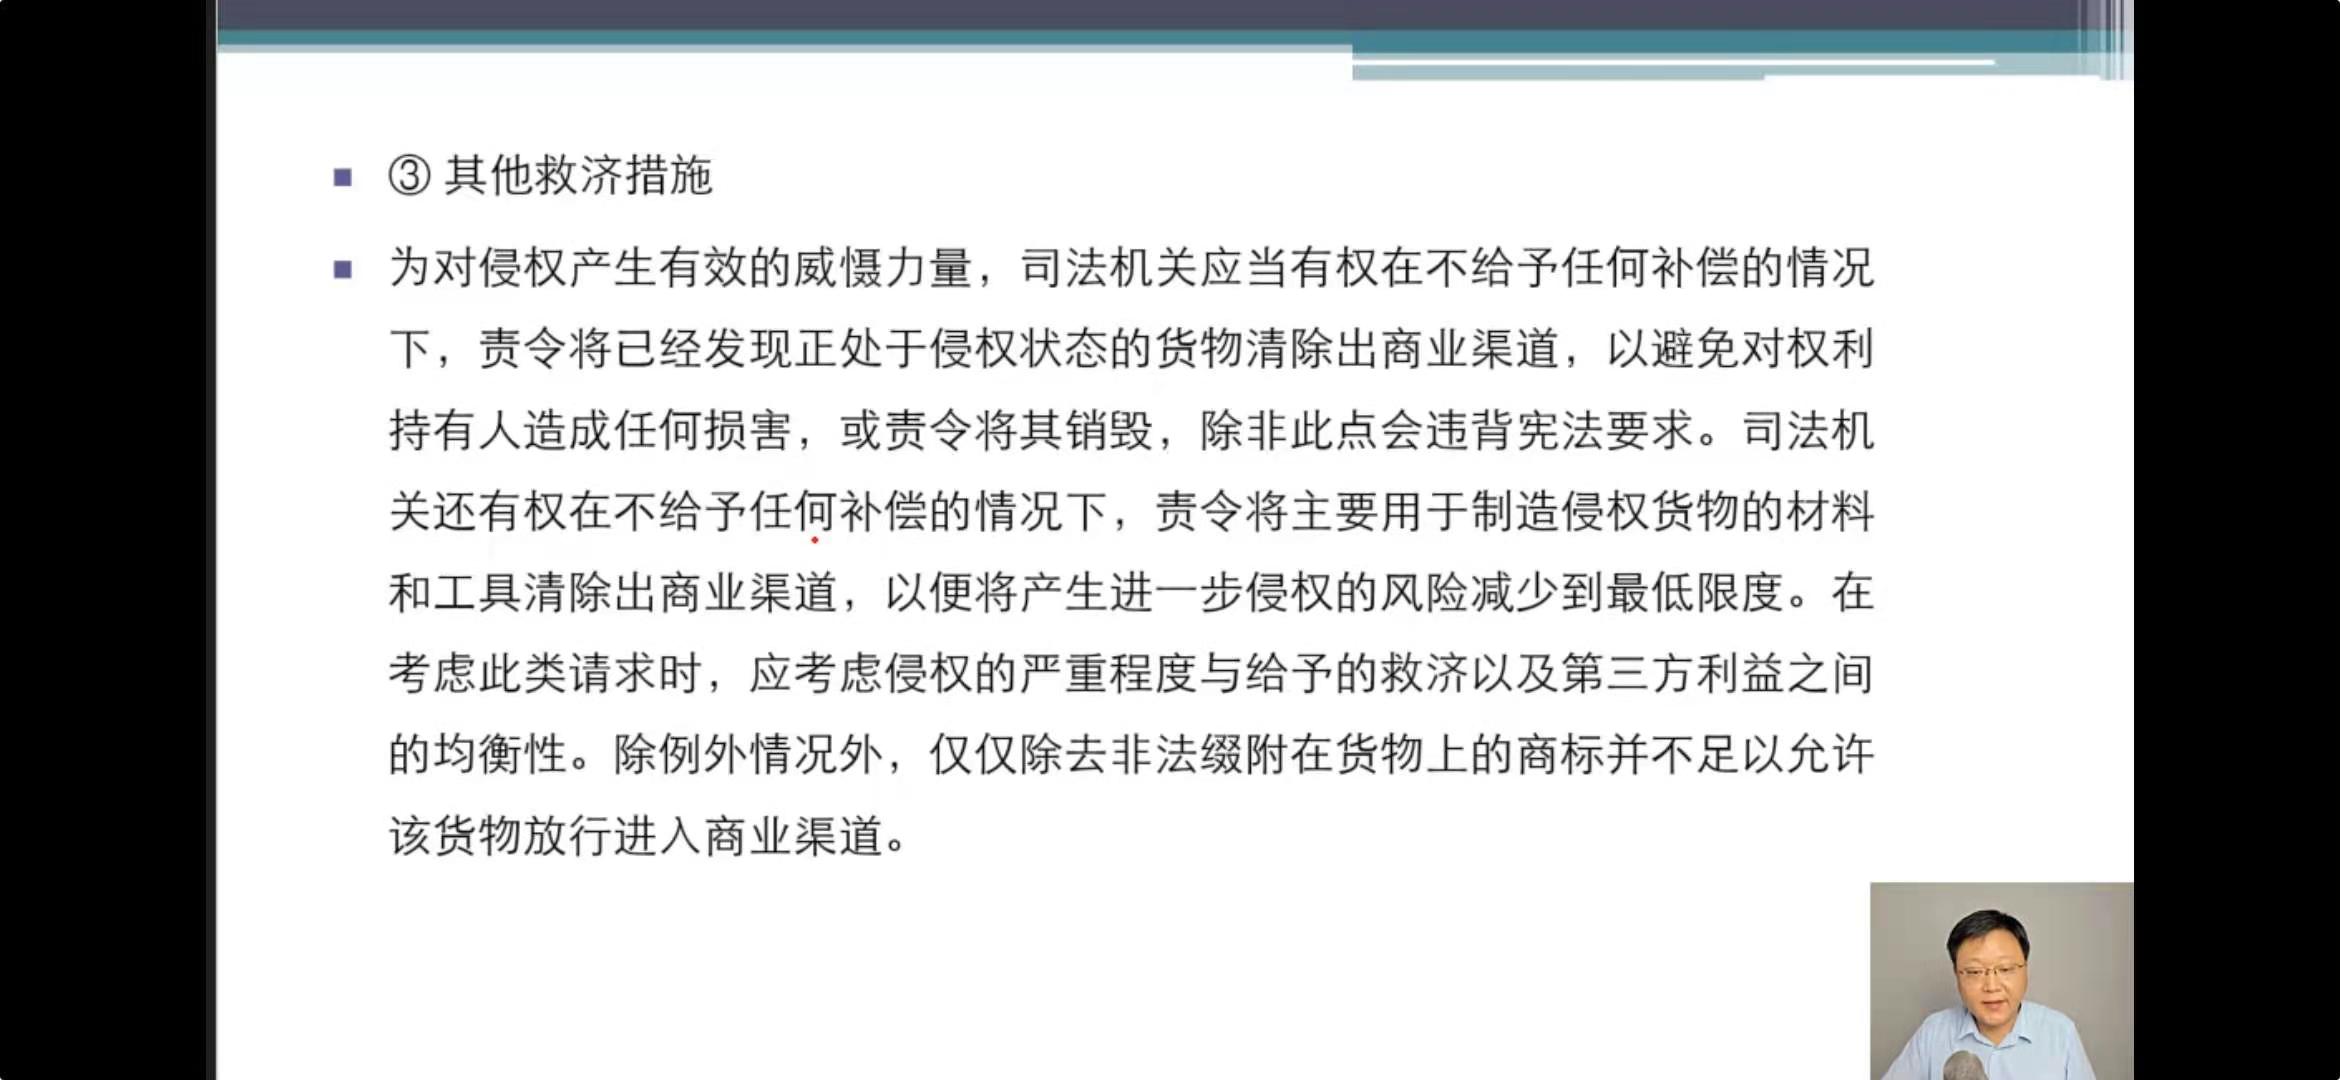 ③ 其他救济措施
为对侵权产生有效的威慑力量，司法机关应当有权在不给予任何补偿的情况
下，责令将已经发现正处于侵权状态的货物清除出商业渠道，以避免对权利
持有人造成任何损害，或责令将其销毁，除非此点会违背宪法要求。司法机
关还有权在不给予任何补偿的情况下，责令将主要用于制造侵权货物的材料
和工具清除出商业渠道，以便将产生进一步侵权的风险减少到最低限度。在
考虑此类请求时，应考虑侵权的严重程度与给予的救济以及第三方利益之间
的均衡性。除例外情况外，仅仅除去非法缀附在货物上的商标并不足以允许
该货物放行进入商业渠道。